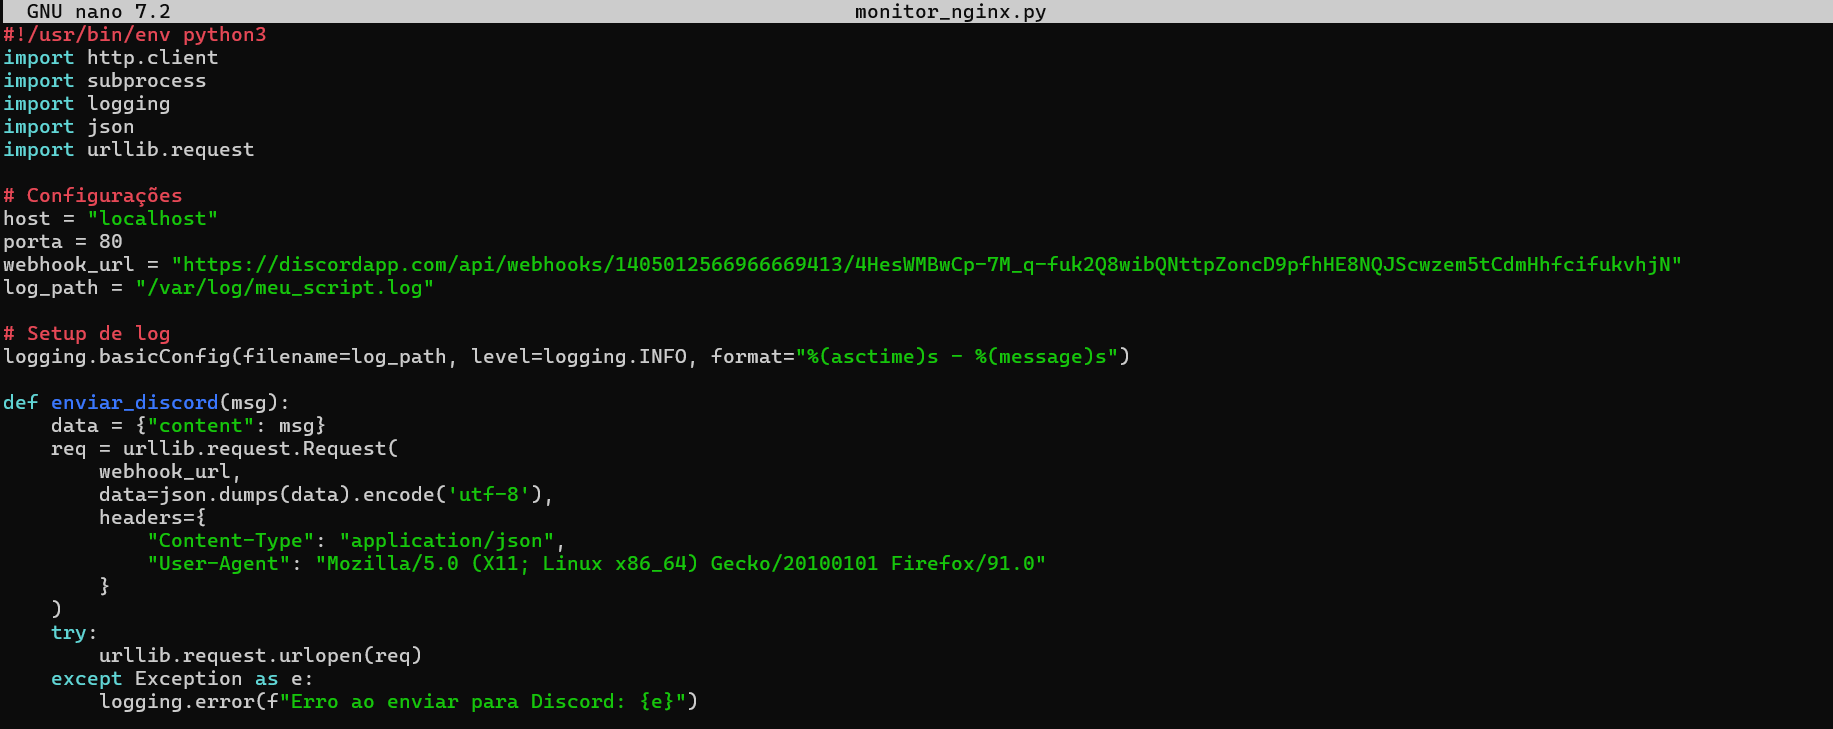 GNU nano 7.2 monitor_nginx.py
#!/usr/bin/env python3
import http.client
import subprocess
import logging
import json
import urllib.request

# Configurações
host = "localhost"
porta = 80
webhook_url = "https://discordapp.com/api/webhooks/1405012566966669413/4HesWMBwCp-7M_q-fuk2Q8wibQNttpZoncD9pfhHE8NQJScwzem5tCdmHhfcifukvhjN"
log_path = "/var/log/meu_script.log"

# Setup de log
logging.basicConfig(filename=log_path, level=logging.INFO, format="%(asctime)s - %(message)s")

def enviar_discord(msg):
    data = {"content": msg}
    req = urllib.request.Request(
        webhook_url,
        data=json.dumps(data).encode('utf-8'),
        headers={
            "Content-Type": "application/json",
            "User-Agent": "Mozilla/5.0 (X11; Linux x86_64) Gecko/20100101 Firefox/91.0"
        }
    )
    try:
        urllib.request.urlopen(req)
    except Exception as e:
        logging.error(f"Erro ao enviar para Discord: {e}")